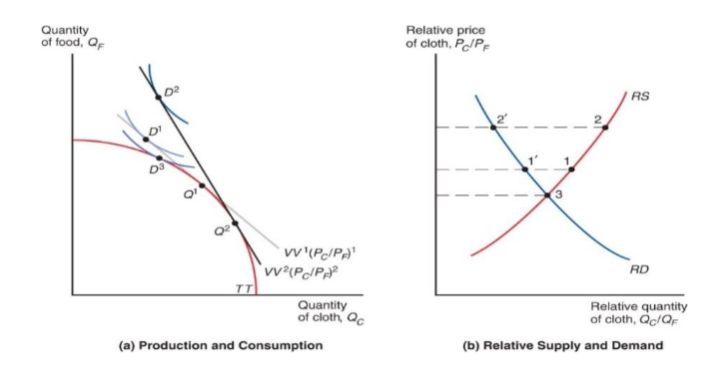 Quantity
of food, Q_F
D²
D¹
D³
Q¹
Q²
VV¹(P_C/P_F)¹
VV²(P_C/P_F)²
TT
Quantity
of cloth, Q_C
(a) Production and Consumption
Relative price
of cloth, P_C/P_F
RS
2′
2
1′
1
3
RD
Relative quantity
of cloth, Q_C/Q_F
(b) Relative Supply and Demand